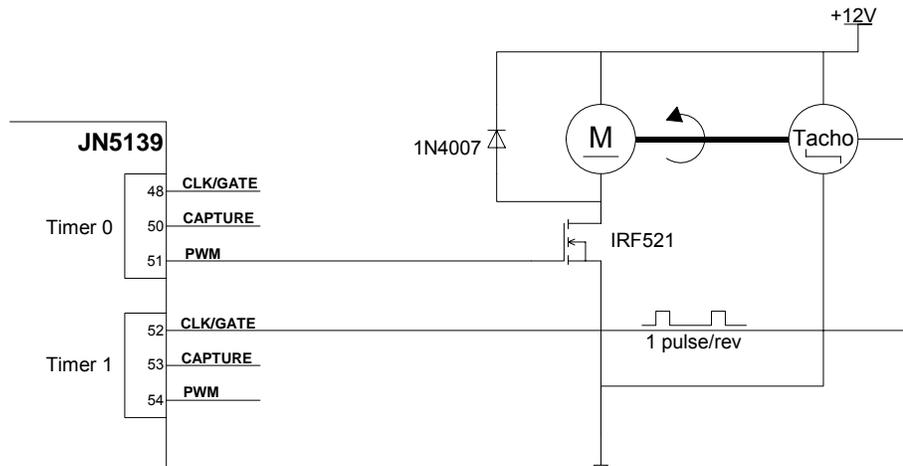 +12V
JN5139
1N4007
M
Tacho
Timer 0
48
CLK/GATE
50
CAPTURE
51
PWM
IRF521
Timer 1
52
CLK/GATE
53
CAPTURE
54
PWM
1 pulse/rev